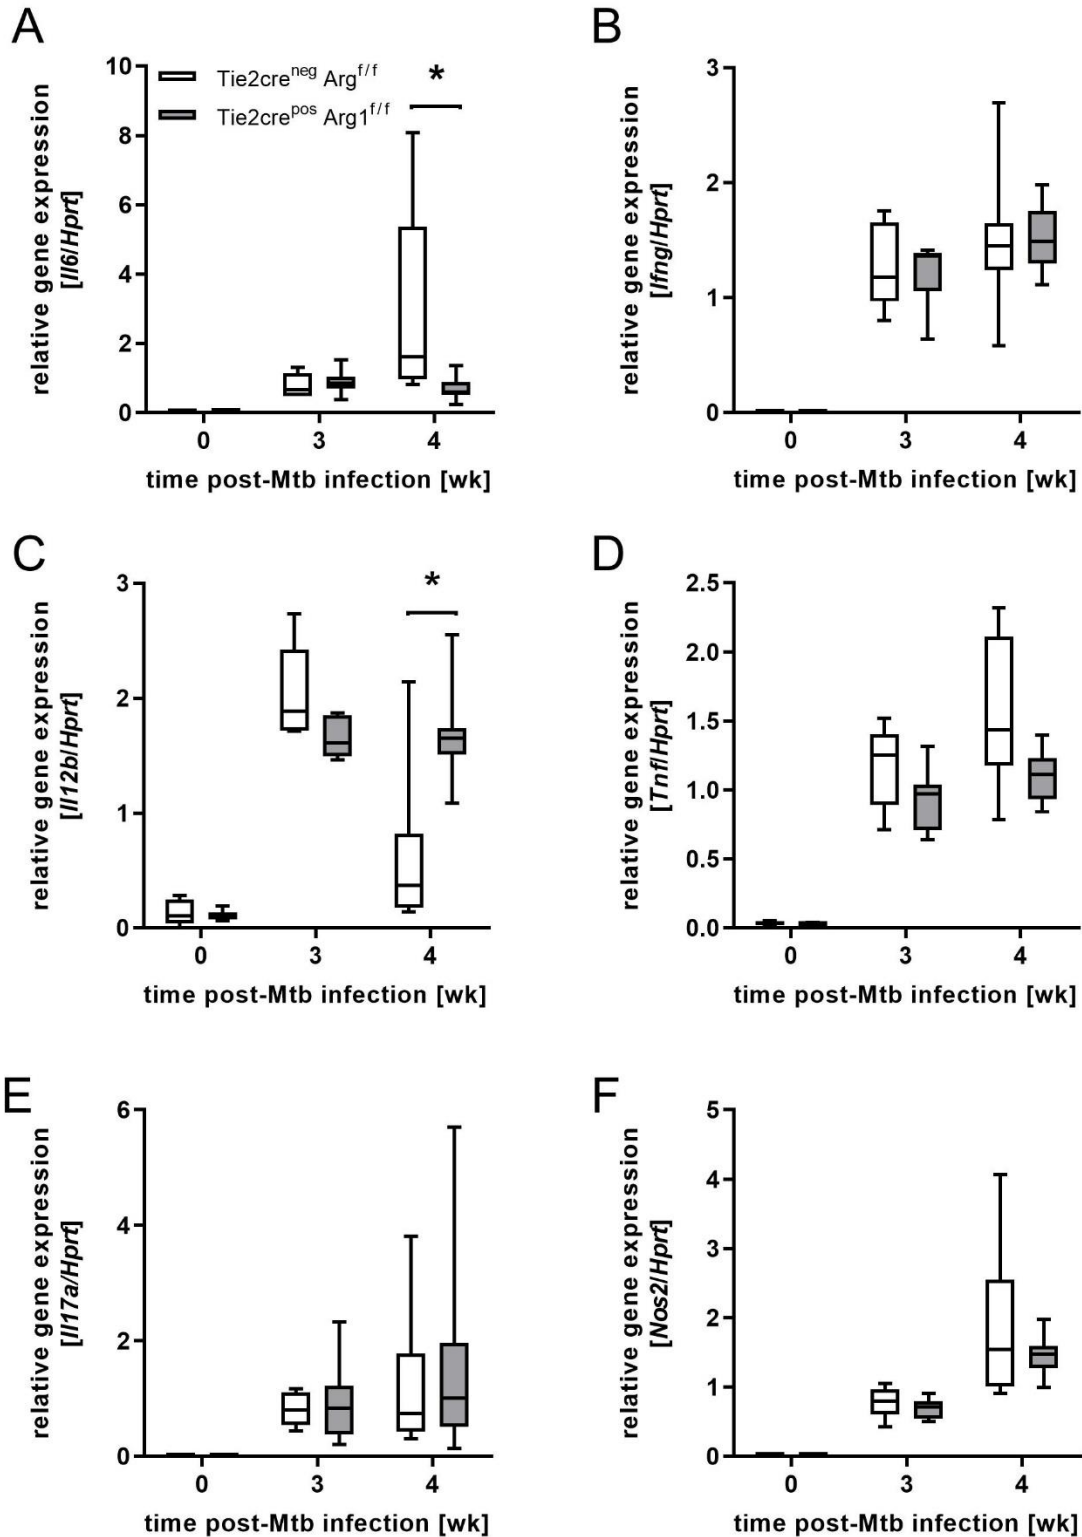 A
relative gene expression
[Il6/Hprt]
10
8
6
4
2
0
Tie2cre^neg Arg^f/f
Tie2cre^pos Arg1^f/f
*
0 3 4
time post-Mtb infection [wk]
B
relative gene expression
[Ifng/Hprt]
3
2
1
0
0 3 4
time post-Mtb infection [wk]
C
relative gene expression
[Il12b/Hprt]
3
2
1
0
*
0 3 4
time post-Mtb infection [wk]
D
relative gene expression
[Tnf/Hprt]
2.5
2.0
1.5
1.0
0.5
0.0
0 3 4
time post-Mtb infection [wk]
E
relative gene expression
[Il17a/Hprt]
6
4
2
0
0 3 4
time post-Mtb infection [wk]
F
relative gene expression
[Nos2/Hprt]
5
4
3
2
1
0
0 3 4
time post-Mtb infection [wk]